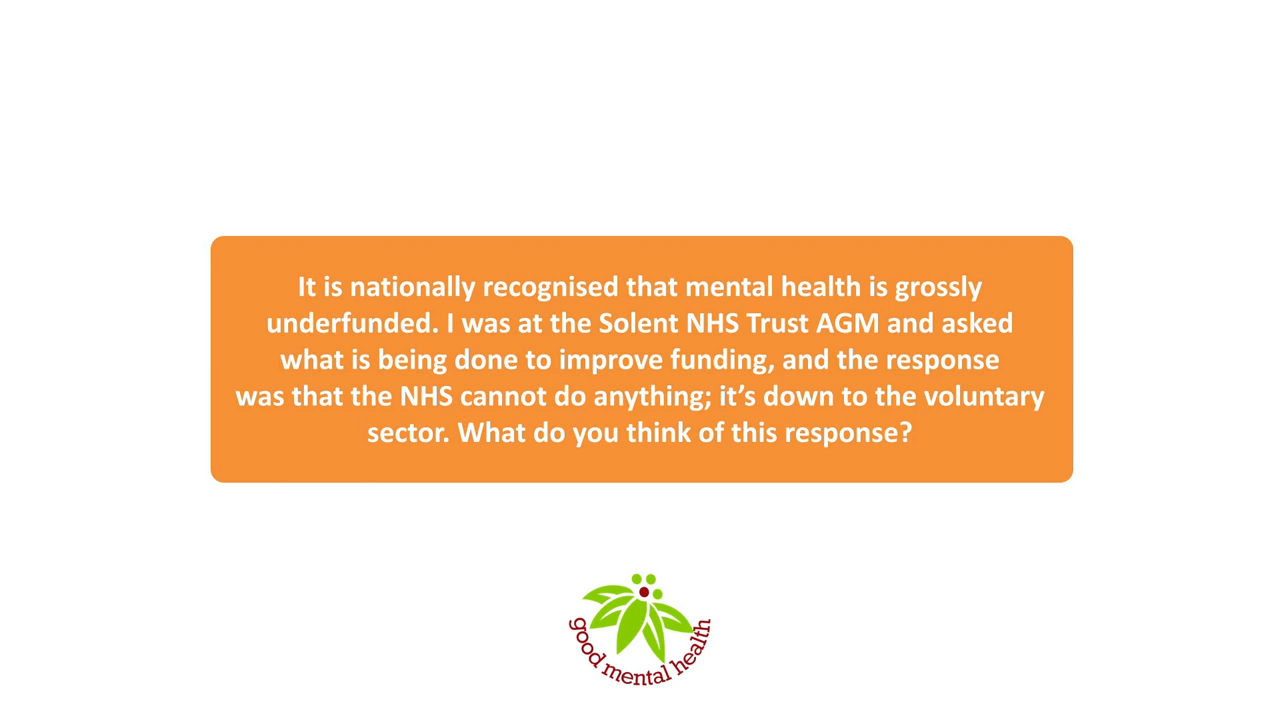 It is nationally recognised that mental health is grossly
underfunded. I was at the Solent NHS Trust AGM and asked
what is being done to improve funding, and the response
was that the NHS cannot do anything; it’s down to the voluntary
sector. What do you think of this response?
good mental health